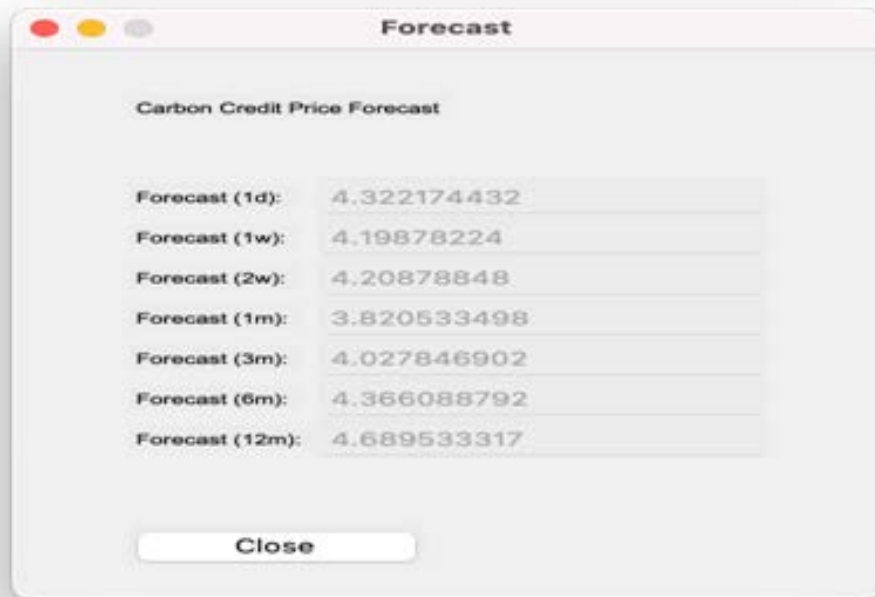 Forecast
Carbon Credit Price Forecast
Forecast (1d): 4.322174432
Forecast (1w): 4.19878224
Forecast (2w): 4.20878848
Forecast (1m): 3.820533498
Forecast (3m): 4.027846902
Forecast (6m): 4.366088792
Forecast (12m): 4.689533317
Close